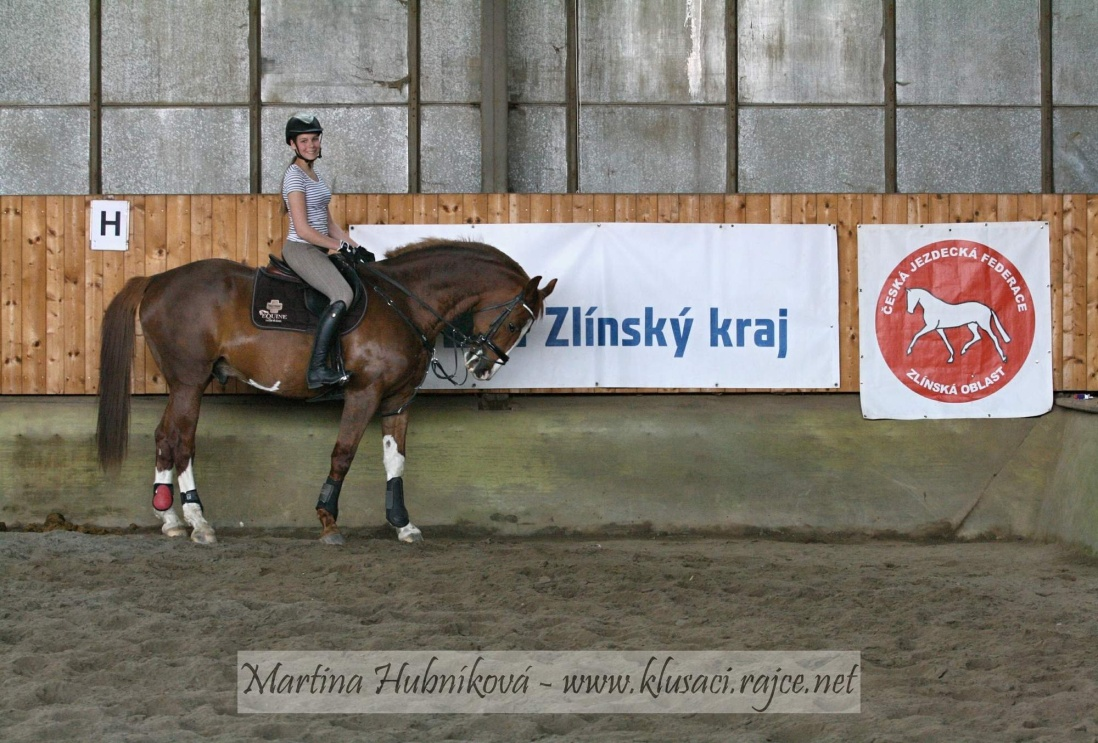 H
Zlínský kraj
ČESKÁ JEZDECKÁ FEDERACE
ZLÍNSKÁ OBLAST
EQUINE
Martina Hubníková - www.klusaci.rajce.net